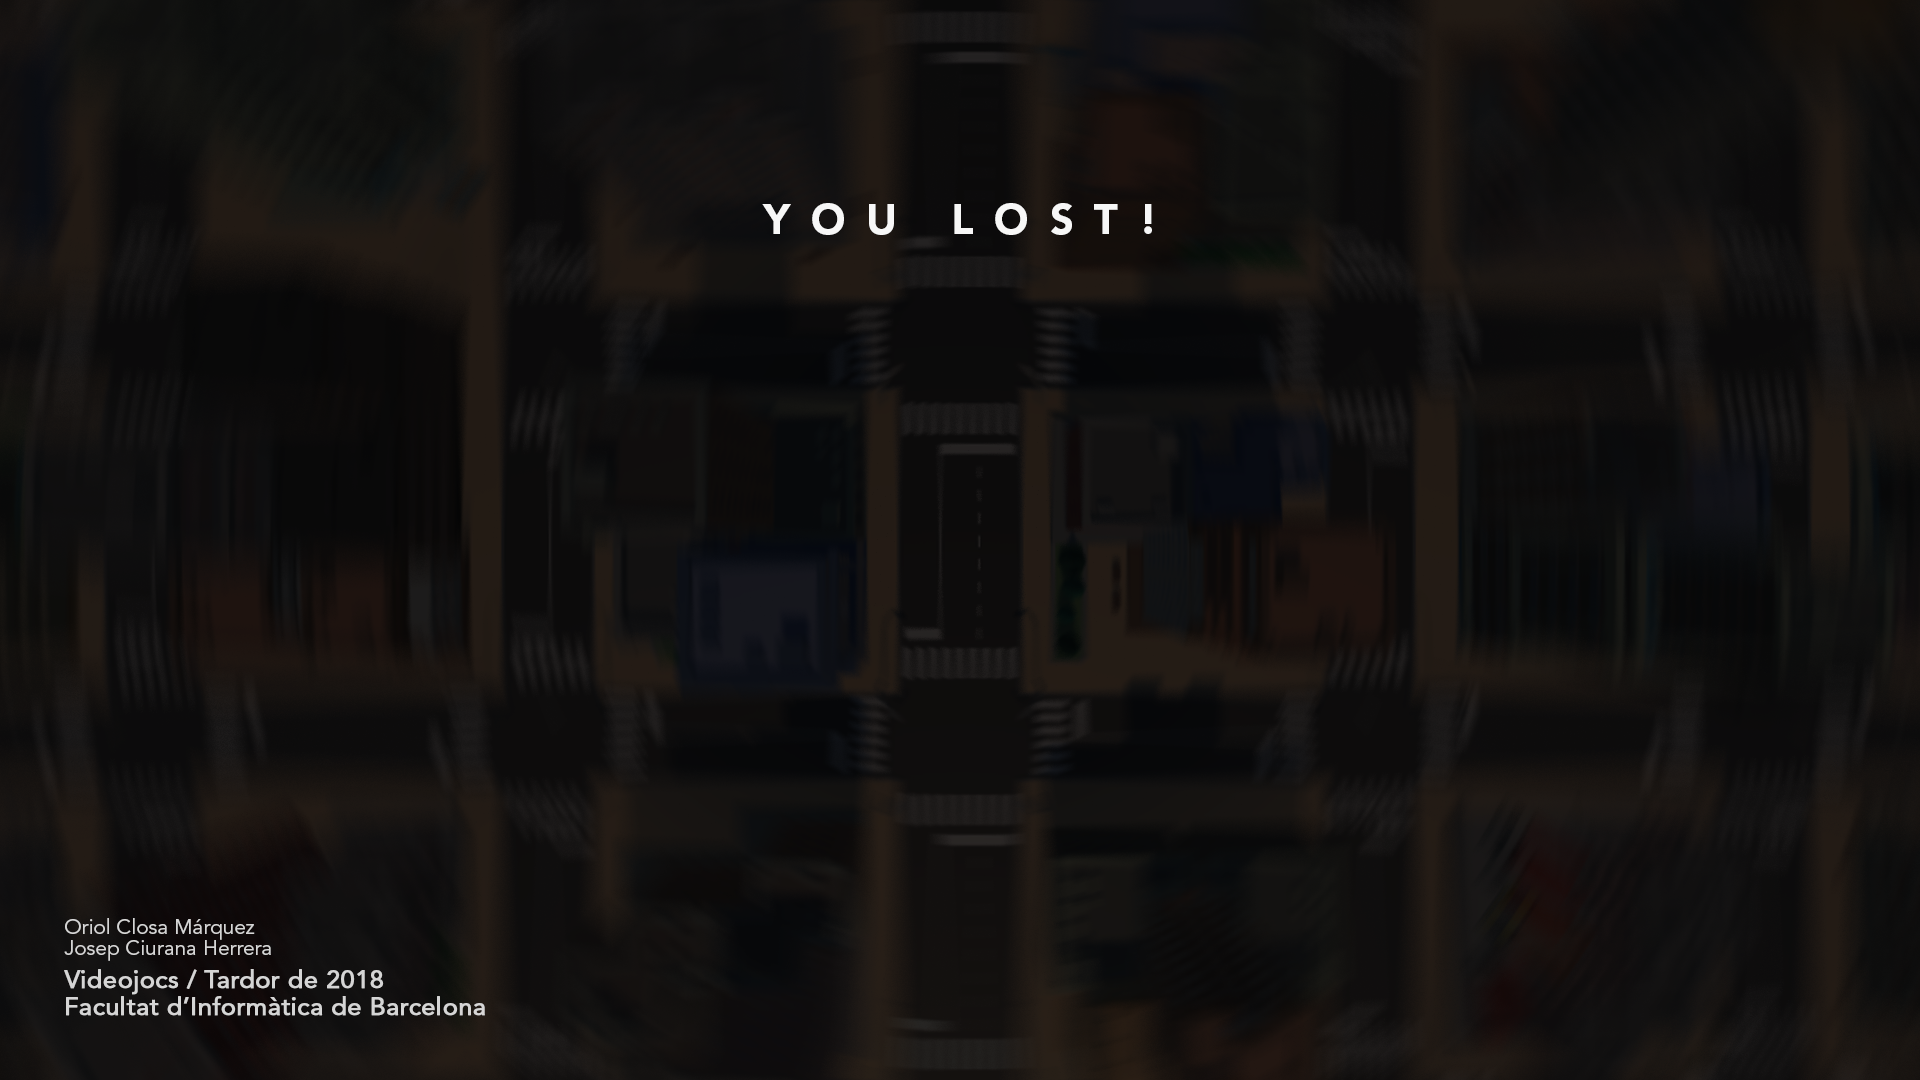 YOU LOST!
Oriol Closa Márquez
Josep Ciurana Herrera
Videojocs / Tardor de 2018
Facultat d’Informàtica de Barcelona